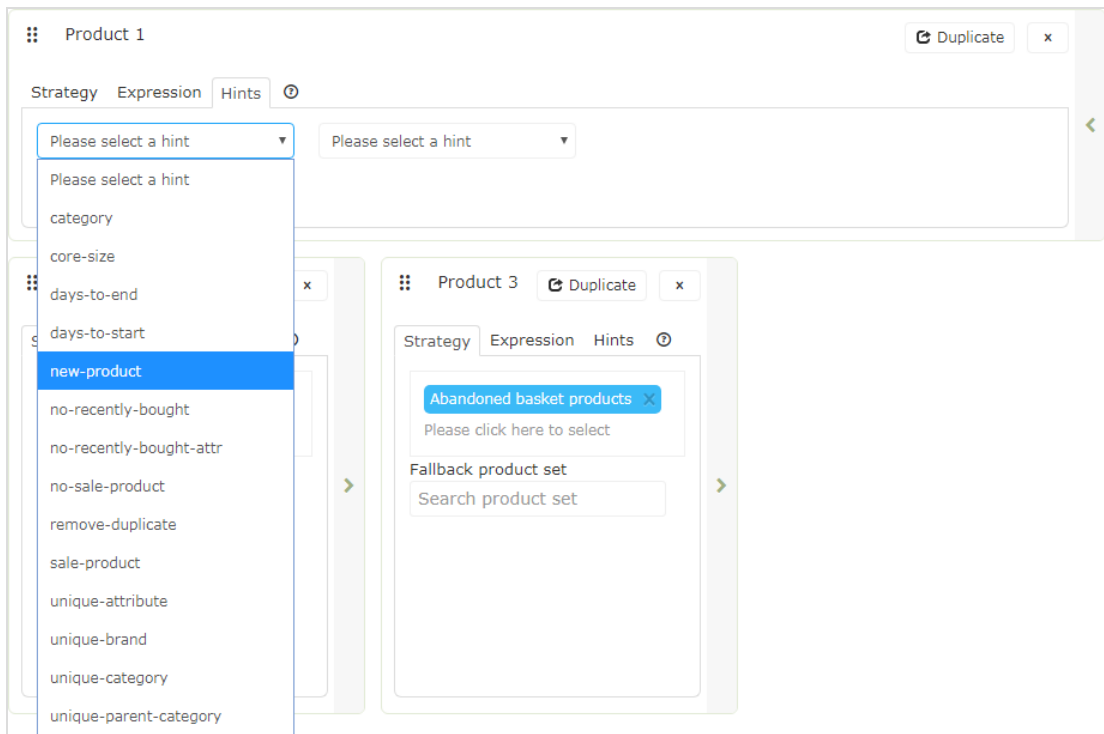 Product 1
Duplicate
x
Strategy Expression Hints ?
Please select a hint
Please select a hint
Please select a hint
category
core-size
days-to-end
days-to-start
new-product
no-recently-bought
no-recently-bought-attr
no-sale-product
remove-duplicate
sale-product
unique-attribute
unique-brand
unique-category
unique-parent-category
x
Product 3
Duplicate
x
Strategy Expression Hints ?
Abandoned basket products X
Please click here to select
Fallback product set
Search product set